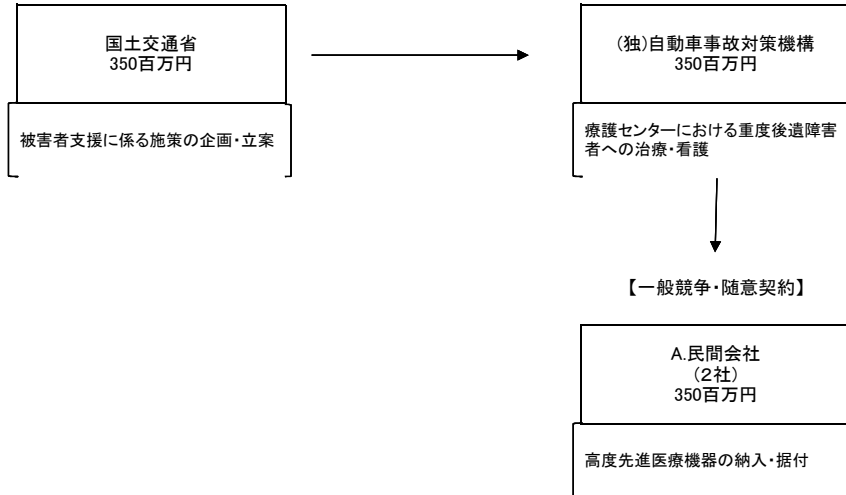 国土交通省
350百万円
被害者支援に係る施策の企画・立案
(独)自動車事故対策機構
350百万円
療護センターにおける重度後遺障害
者への治療・看護
【一般競争・随意契約】
A.民間会社
(2社)
350百万円
高度先進医療機器の納入・据付